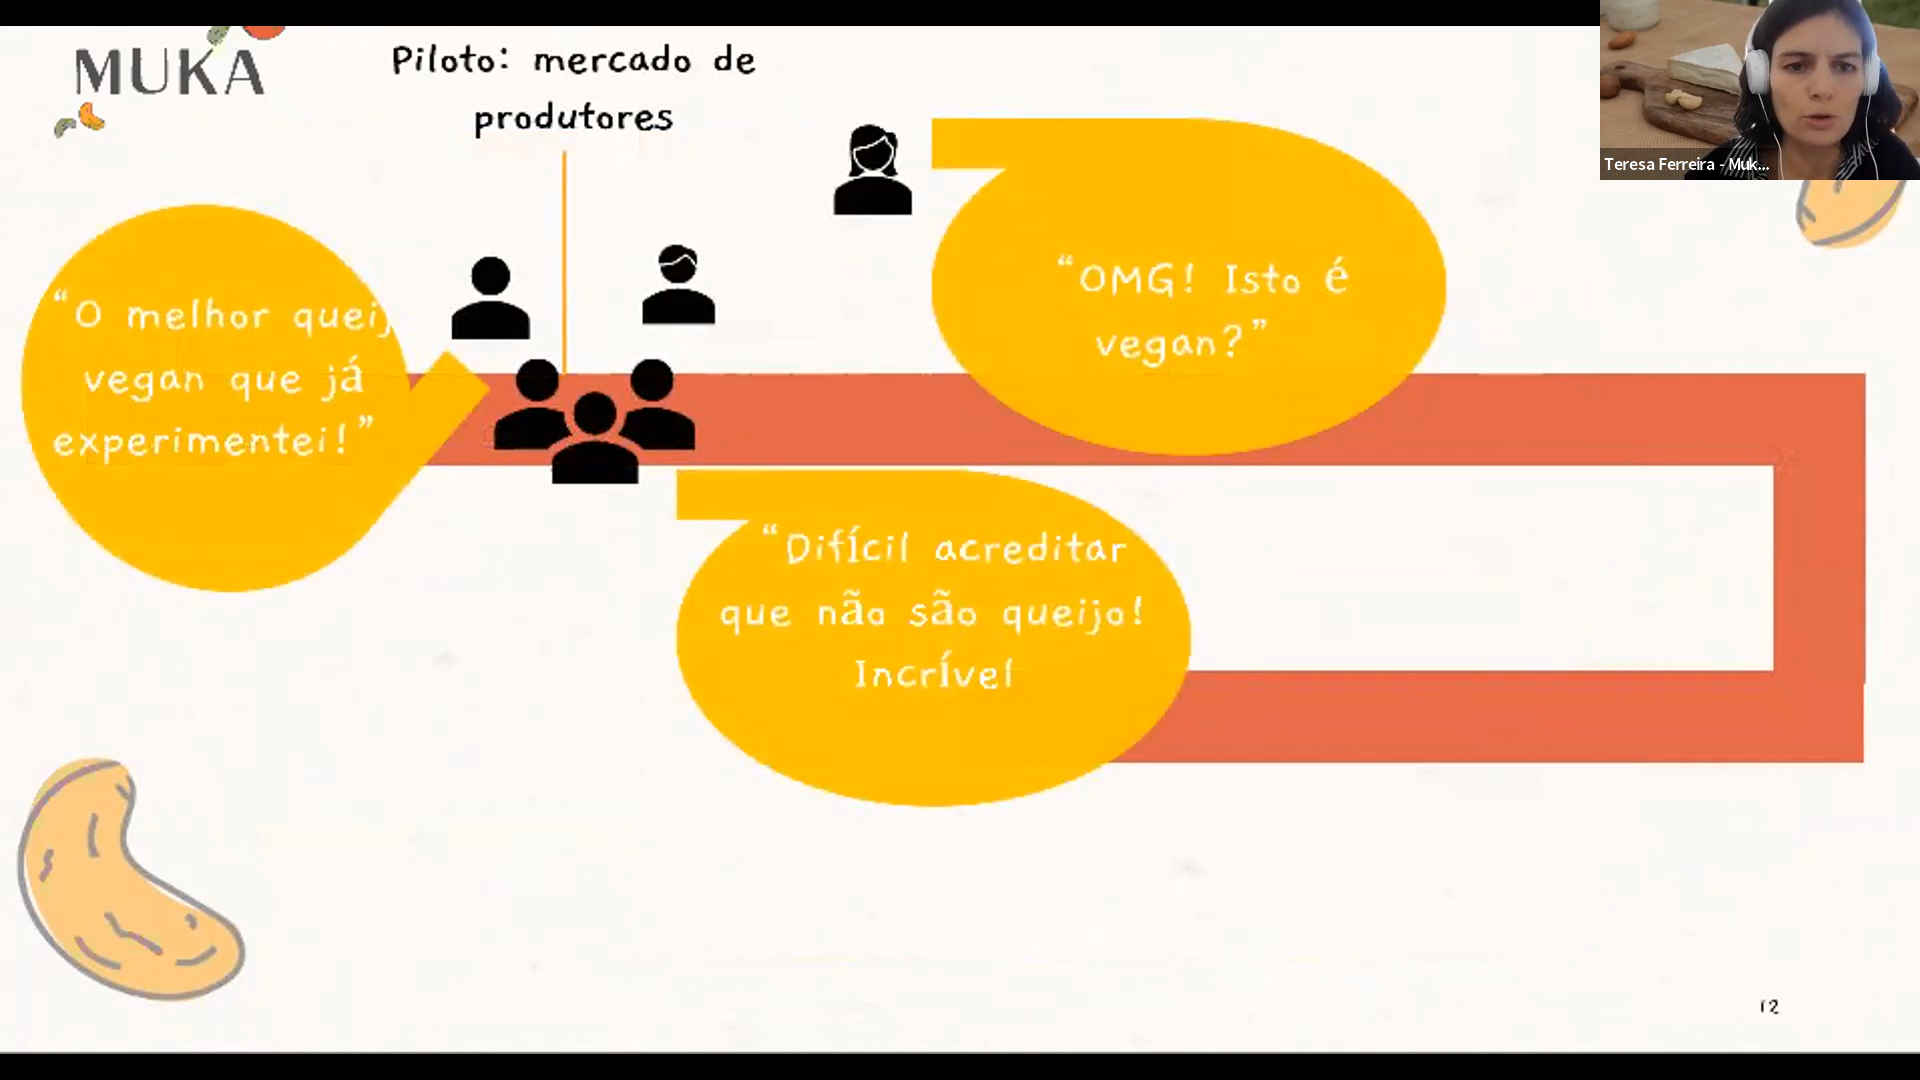 MUKA
Piloto: mercado de
produtores
Teresa Ferreira - Muk...
“OMG! Isto é
vegan?”
“O melhor queij
vegan que já
experimentei!”
“Difícil acreditar
que não são queijo!
Incrível
12